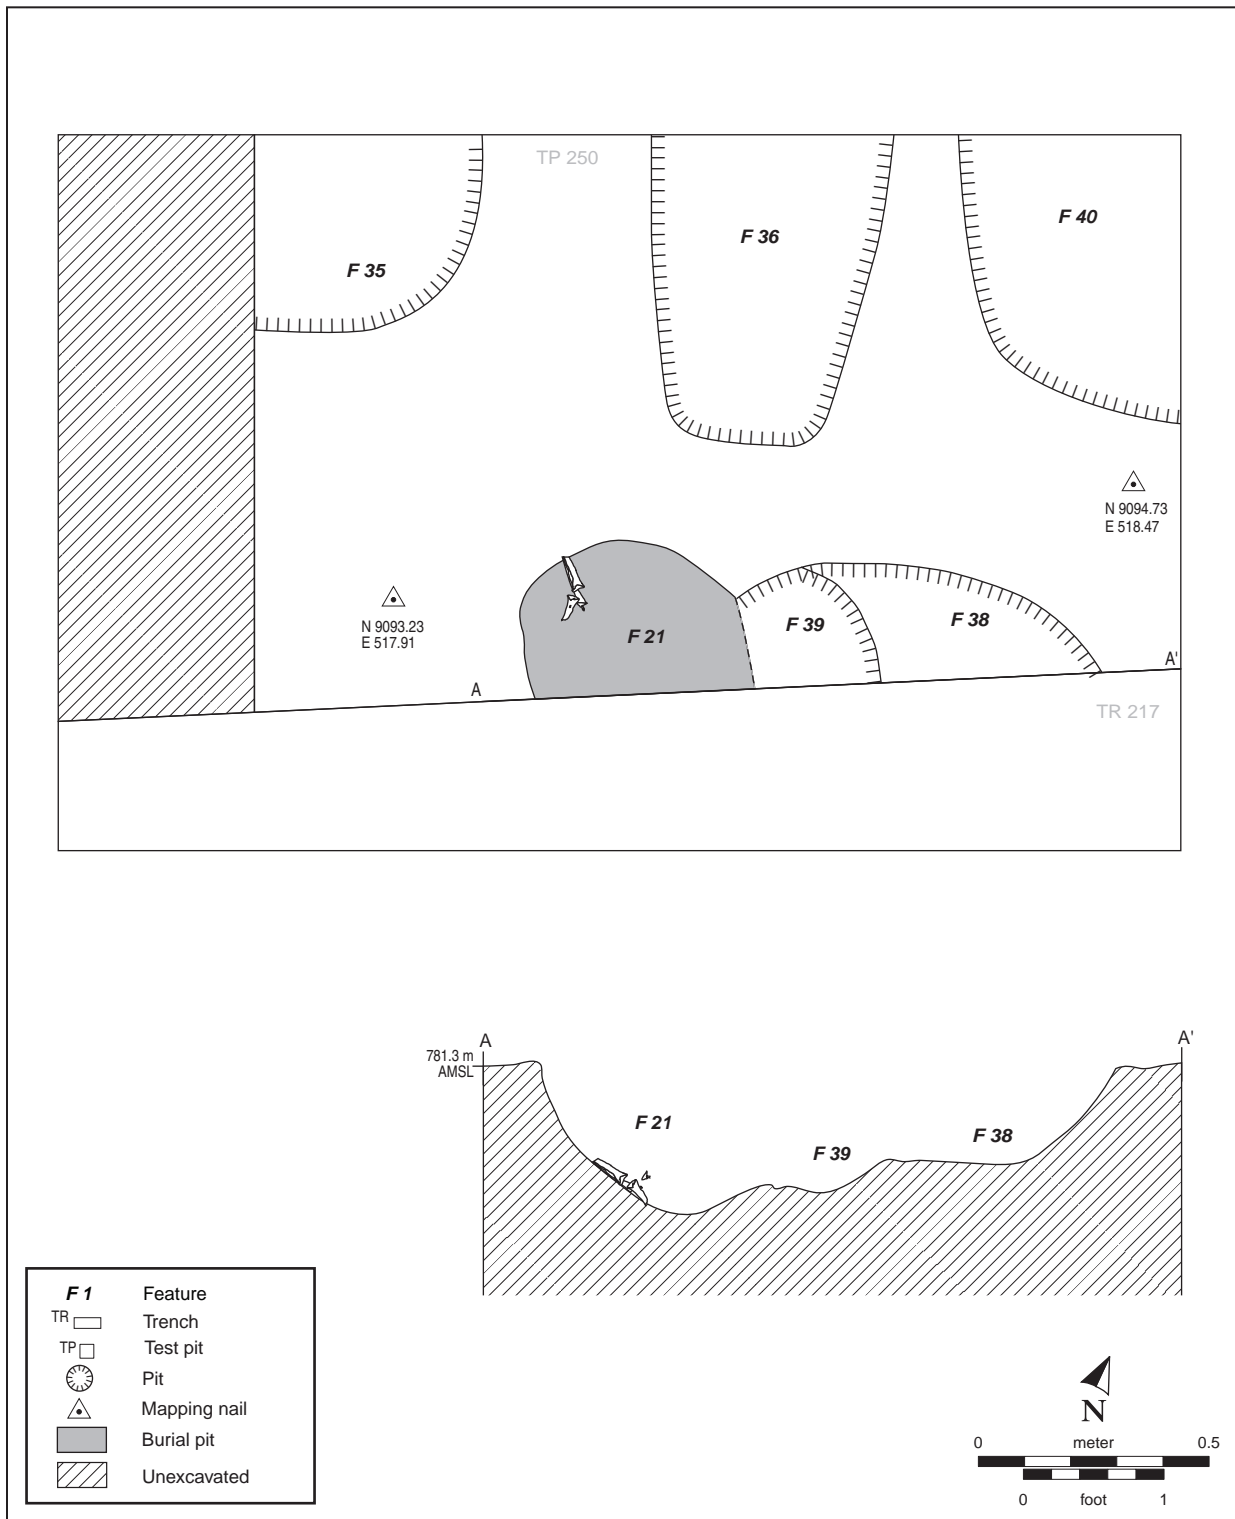 TP 250
F 40
F 36
F 35
N 9094.73
E 518.47
N 9093.23
E 517.91
F 21
F 39
F 38
A
A'
TR 217
A
A'
781.3 m
AMSL
F 21
F 39
F 38
F 1 Feature
TR Trench
TP Test pit
Pit
Mapping nail
Burial pit
Unexcavated
N
0 meter 0.5
0 foot 1